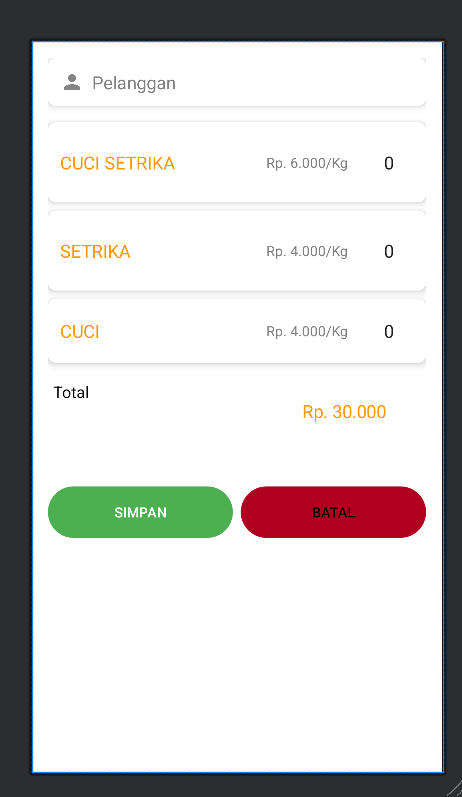 Pelanggan
CUCI SETRIKA Rp. 6.000/Kg 0
SETRIKA Rp. 4.000/Kg 0
CUCI Rp. 4.000/Kg 0
Total
Rp. 30.000
SIMPAN BATAL